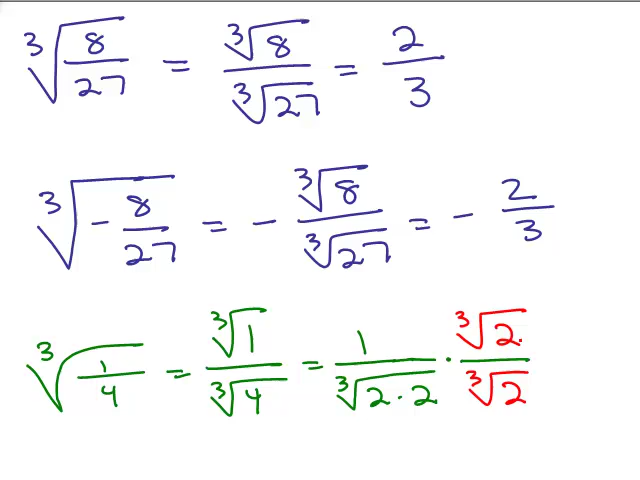 ∛(8/27) = ∛8/∛27 = 2/3
∛(-8/27) = -∛8/∛27 = -2/3
∛(1/4) = ∛1/∛4 = 1/∛(2·2) · ∛2/∛2